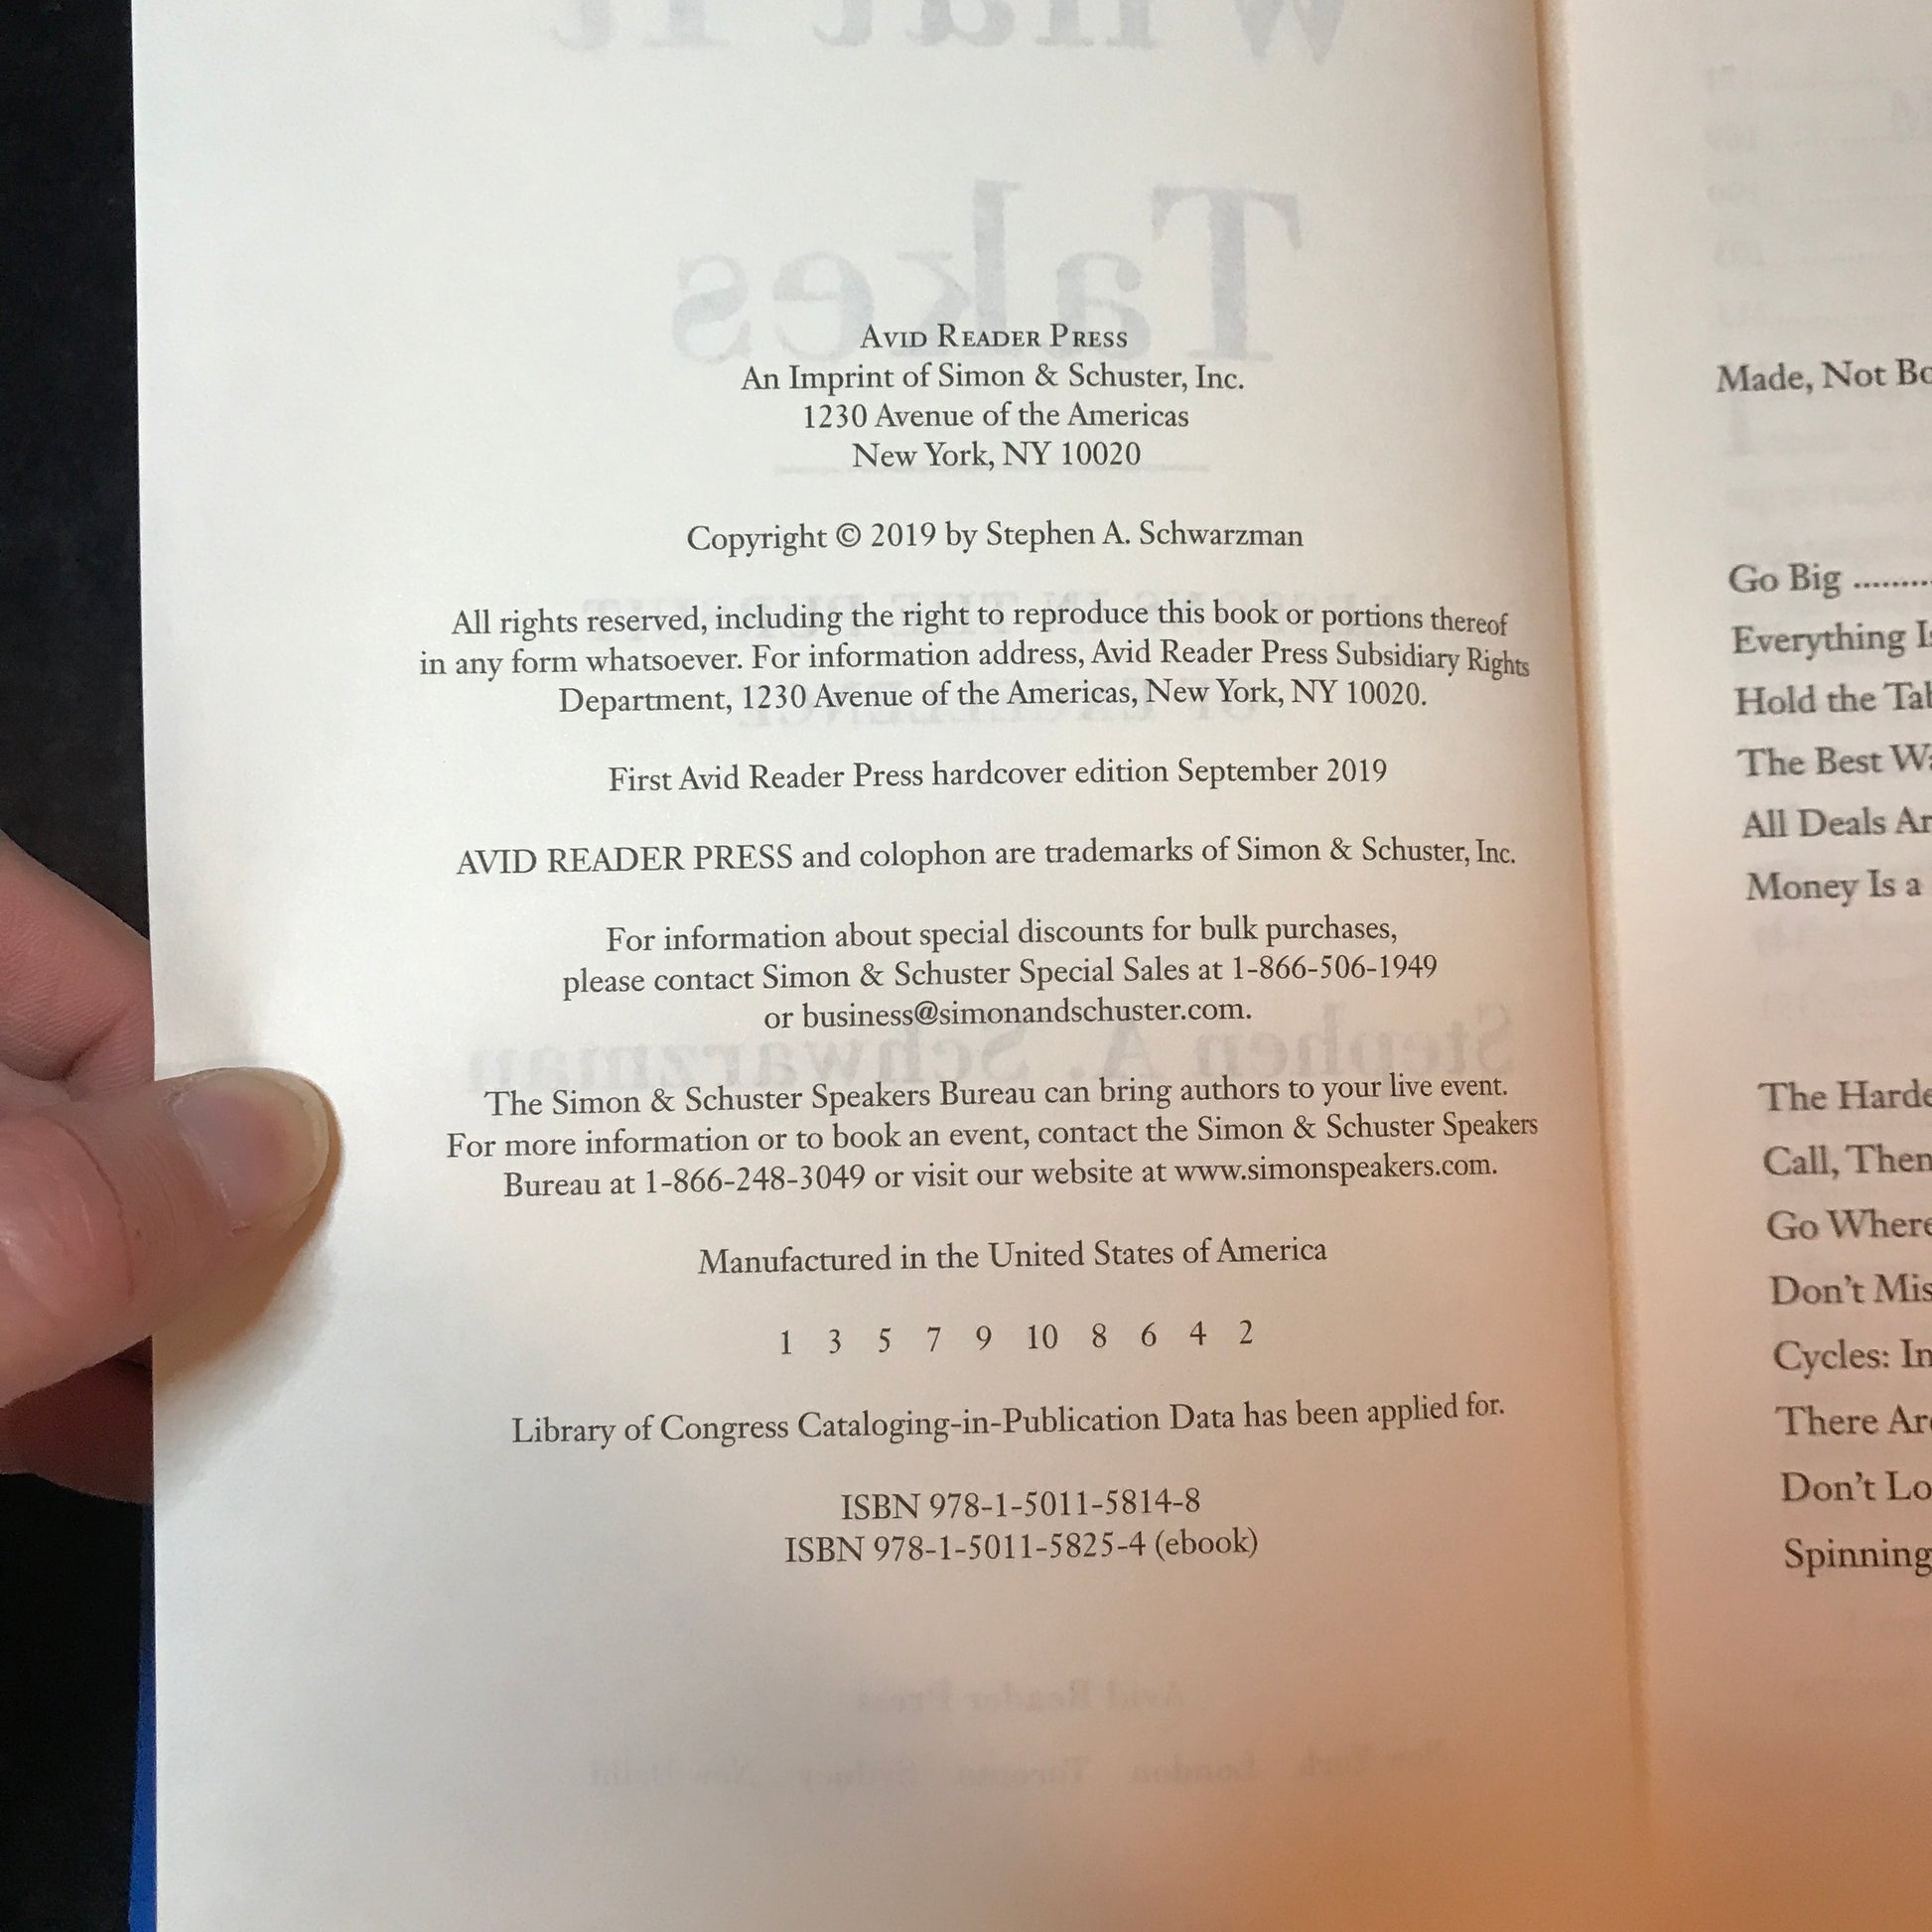 AVID READER PRESS
An Imprint of Simon & Schuster, Inc.
1230 Avenue of the Americas
New York, NY 10020
Copyright © 2019 by Stephen A. Schwarzman
All rights reserved, including the right to reproduce this book or portions thereof
in any form whatsoever. For information address, Avid Reader Press Subsidiary Rights
Department, 1230 Avenue of the Americas, New York, NY 10020.
First Avid Reader Press hardcover edition September 2019
AVID READER PRESS and colophon are trademarks of Simon & Schuster, Inc.
For information about special discounts for bulk purchases,
please contact Simon & Schuster Special Sales at 1-866-506-1949
or business@simonandschuster.com.
The Simon & Schuster Speakers Bureau can bring authors to your live event.
For more information or to book an event, contact the Simon & Schuster Speakers
Bureau at 1-866-248-3049 or visit our website at www.simonspeakers.com.
Manufactured in the United States of America
1 3 5 7 9 10 8 6 4 2
Library of Congress Cataloging-in-Publication Data has been applied for.
ISBN 978-1-5011-5814-8
ISBN 978-1-5011-5825-4 (ebook)
Made, Not
Go Big ........
Everything
Hold the
The Best
All Deals
Money Is a
The
Call, Then
Go Where
Don't
Cycles:
There
Don't
Spinning